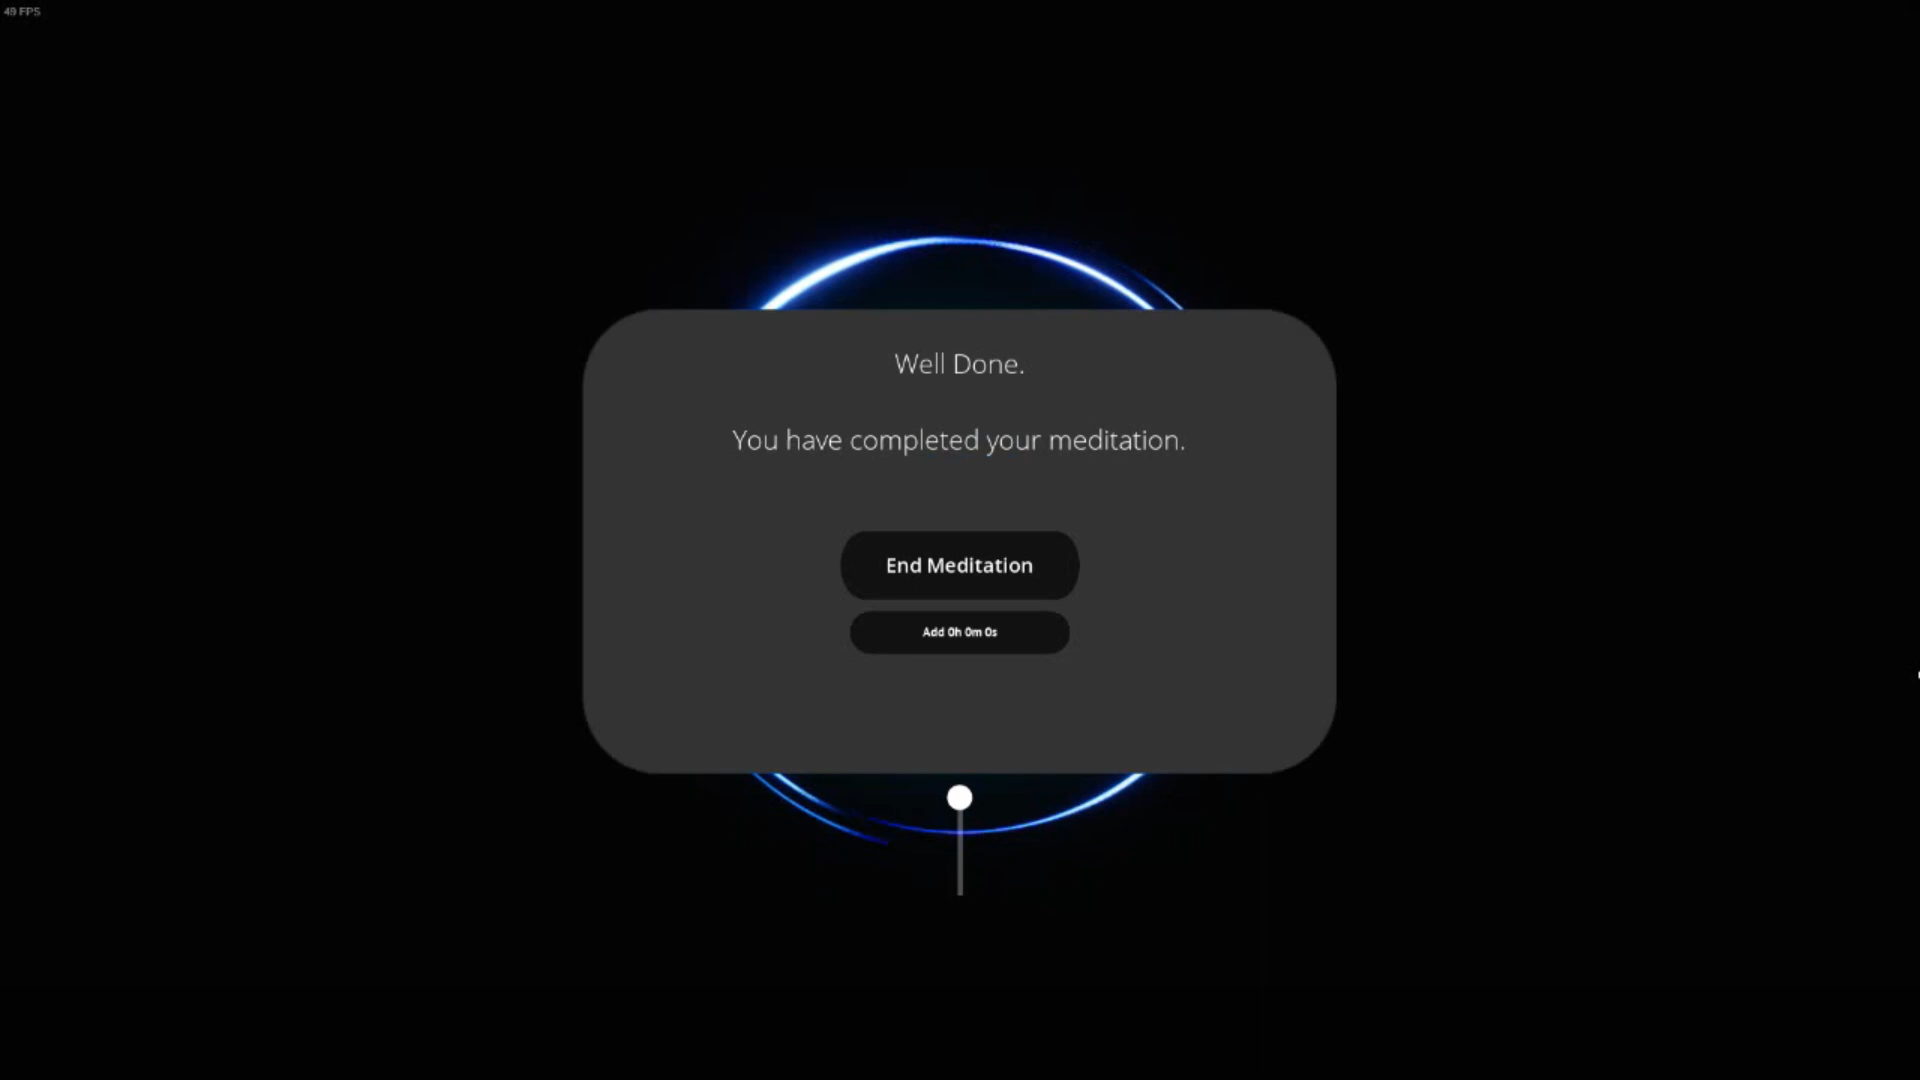 49 FPS
Well Done.
You have completed your meditation.
End Meditation
Add 0h 0m 0s